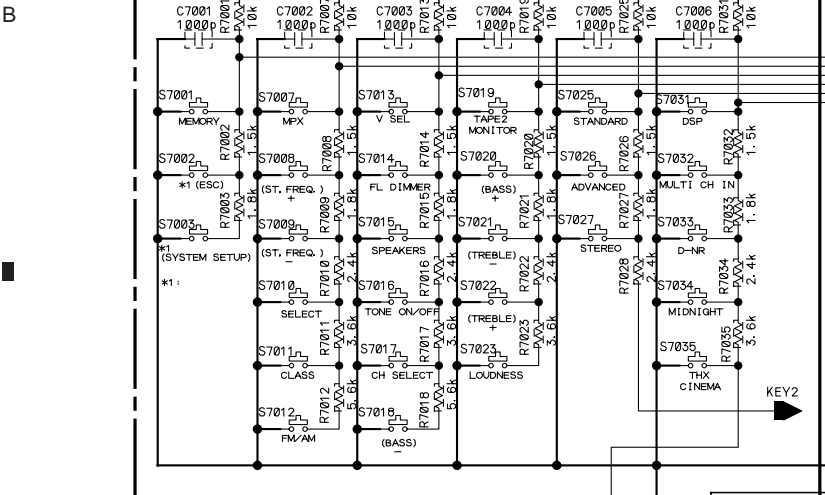 B
C7001 C7002 C7003 C7004 C7005 C7006
1000p 1000p 1000p 1000p 1000p 1000p
R7001 R7007 R7013 R7019 R7025 R7031
10k 10k 10k 10k 10k 10k
S7001 S7007 S7013 S7019 S7025 S7031
MEMORY MPX V SEL TAPE2 STANDARD DSP
MONITOR
R7002 R7008 R7014 R7020 R7026 R7032
1.5k 1.5k 1.5k 1.5k 1.5k 1.5k
S7002 S7008 S7014 S7020 S7026 S7032
*1 (ESC) (ST. FREQ.) FL DIMMER (BASS) ADVANCED MULTI CH IN
+ +
R7003 R7009 R7015 R7021 R7027 R7033
1.8k 1.8k 1.8k 1.8k 1.8k 1.8k
S7003 S7009 S7015 S7021 S7027 S7033
*1
(SYSTEM SETUP) (ST. FREQ.) SPEAKERS (TREBLE) STEREO D-NR
− −
*1:
R7010 R7016 R7022 R7028 R7034
2.4k 2.4k 2.4k 2.4k 2.4k
S7010 S7016 S7022 S7034
SELECT TONE ON/OFF (TREBLE) MIDNIGHT
+
R7011 R7017 R7023 R7035
3.6k 3.6k 3.6k 3.6k
S7011 S7017 S7023 S7035
CLASS CH SELECT LOUDNESS THX
CINEMA
R7012 R7018
5.6k 5.6k
KEY2
S7012 S7018
FM/AM (BASS)
−